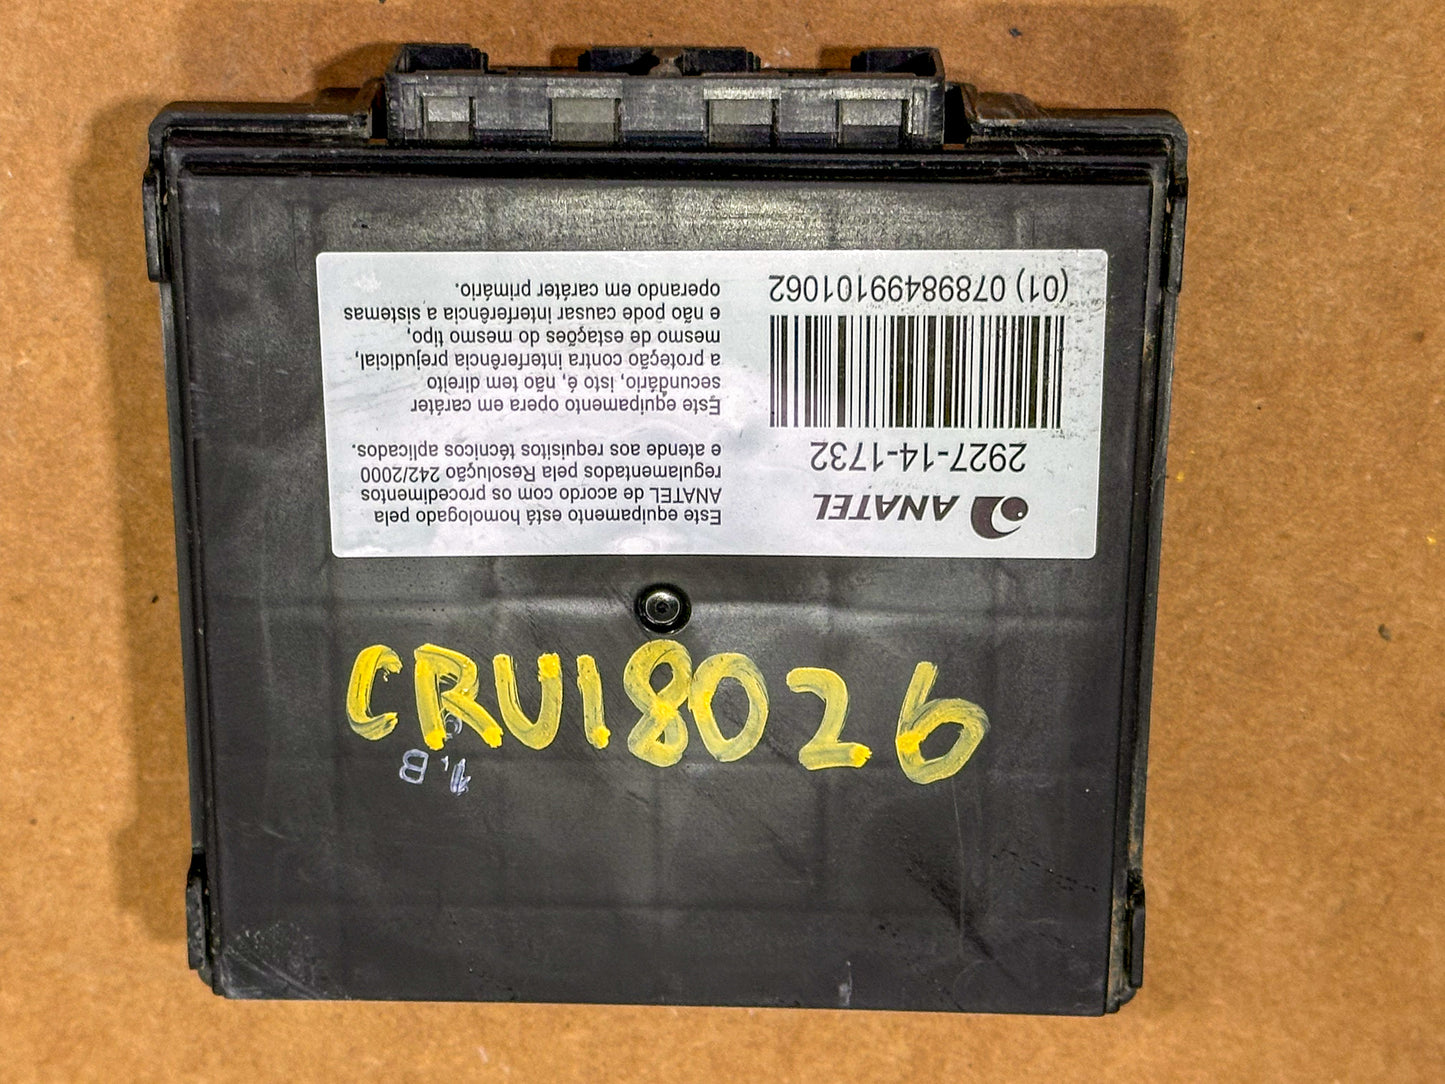 ANATEL
2927-14-1732
(01) 07898499101062
Este equipamento está homologado pela
ANATEL de acordo com os procedimentos
regulamentados pela Resolução 242/2000
e atende aos requisitos técnicos aplicados.
Este equipamento opera em caráter
secundário, isto é, não tem direito
a proteção contra interferência prejudicial,
mesmo de estações do mesmo tipo,
e não pode causar interferência a sistemas
operando em caráter primário.
CRV18026